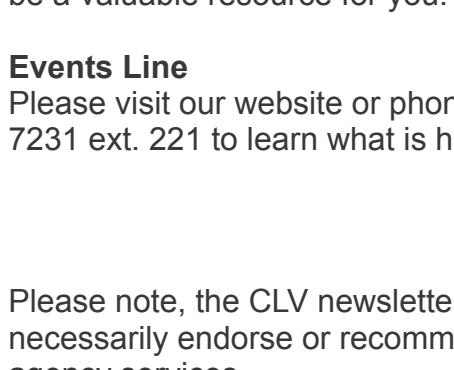 be a valuable resource for you.
Events Line
Please visit our website or phon
7231 ext. 221 to learn what is h
Please note, the CLV newslette
necessarily endorse or recomm
agency services